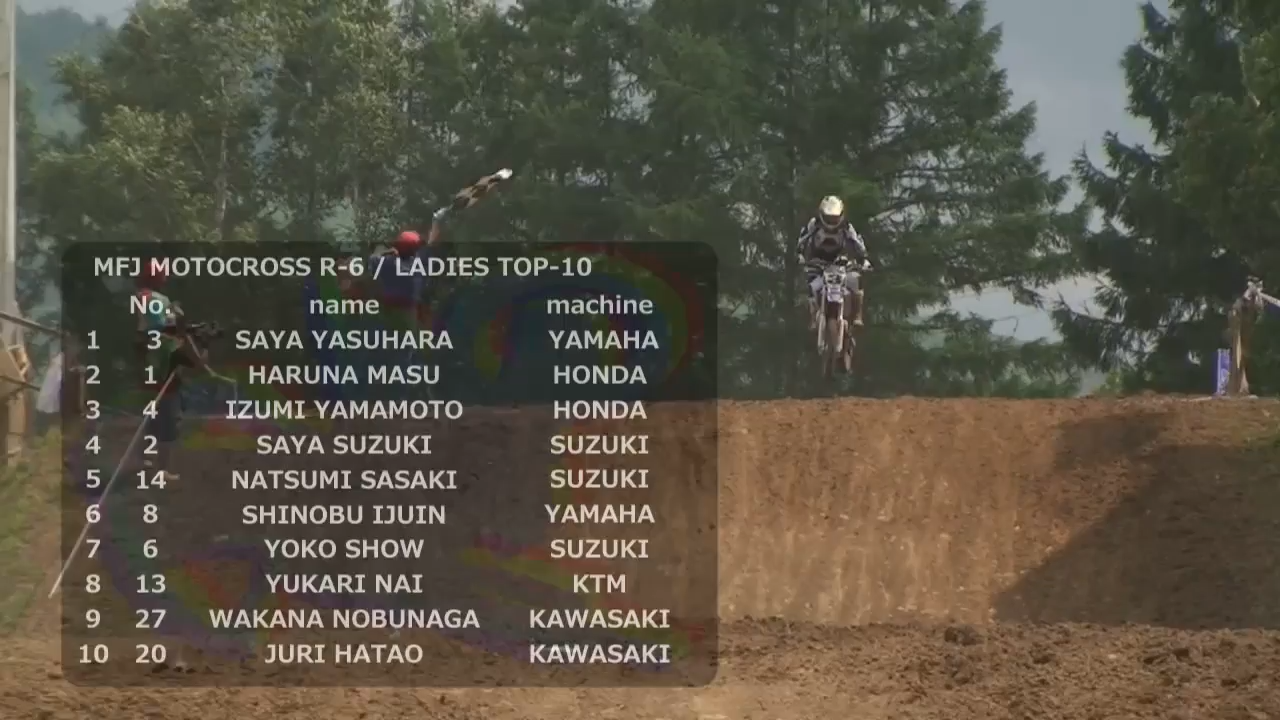 MFJ MOTOCROSS R-6 / LADIES TOP-10
No. name machine
1 3 SAYA YASUHARA YAMAHA
2 1 HARUNA MASU HONDA
3 4 IZUMI YAMAMOTO HONDA
4 2 SAYA SUZUKI SUZUKI
5 14 NATSUMI SASAKI SUZUKI
6 8 SHINOBU IJUIN YAMAHA
7 6 YOKO SHOW SUZUKI
8 13 YUKARI NAI KTM
9 27 WAKANA NOBUNAGA KAWASAKI
10 20 JURI HATAO KAWASAKI